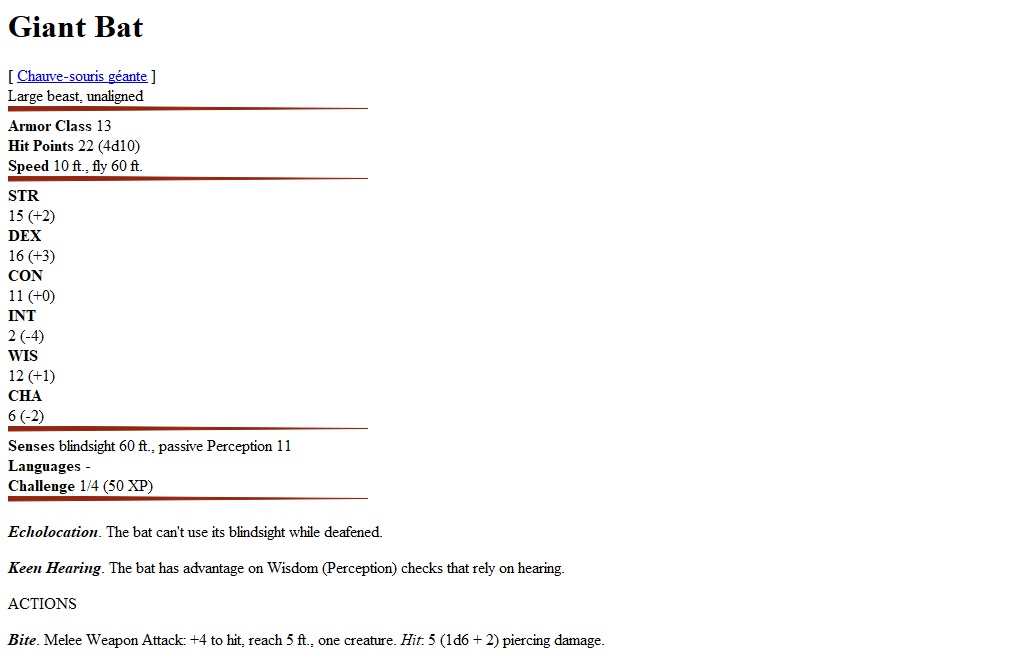 Giant Bat
[ Chauve-souris géante ]
Large beast, unaligned
Armor Class 13
Hit Points 22 (4d10)
Speed 10 ft., fly 60 ft.
STR
15 (+2)
DEX
16 (+3)
CON
11 (+0)
INT
2 (-4)
WIS
12 (+1)
CHA
6 (-2)
Senses blindsight 60 ft., passive Perception 11
Languages -
Challenge 1/4 (50 XP)
Echolocation. The bat can't use its blindsight while deafened.
Keen Hearing. The bat has advantage on Wisdom (Perception) checks that rely on hearing.
ACTIONS
Bite. Melee Weapon Attack: +4 to hit, reach 5 ft., one creature. Hit: 5 (1d6 + 2) piercing damage.